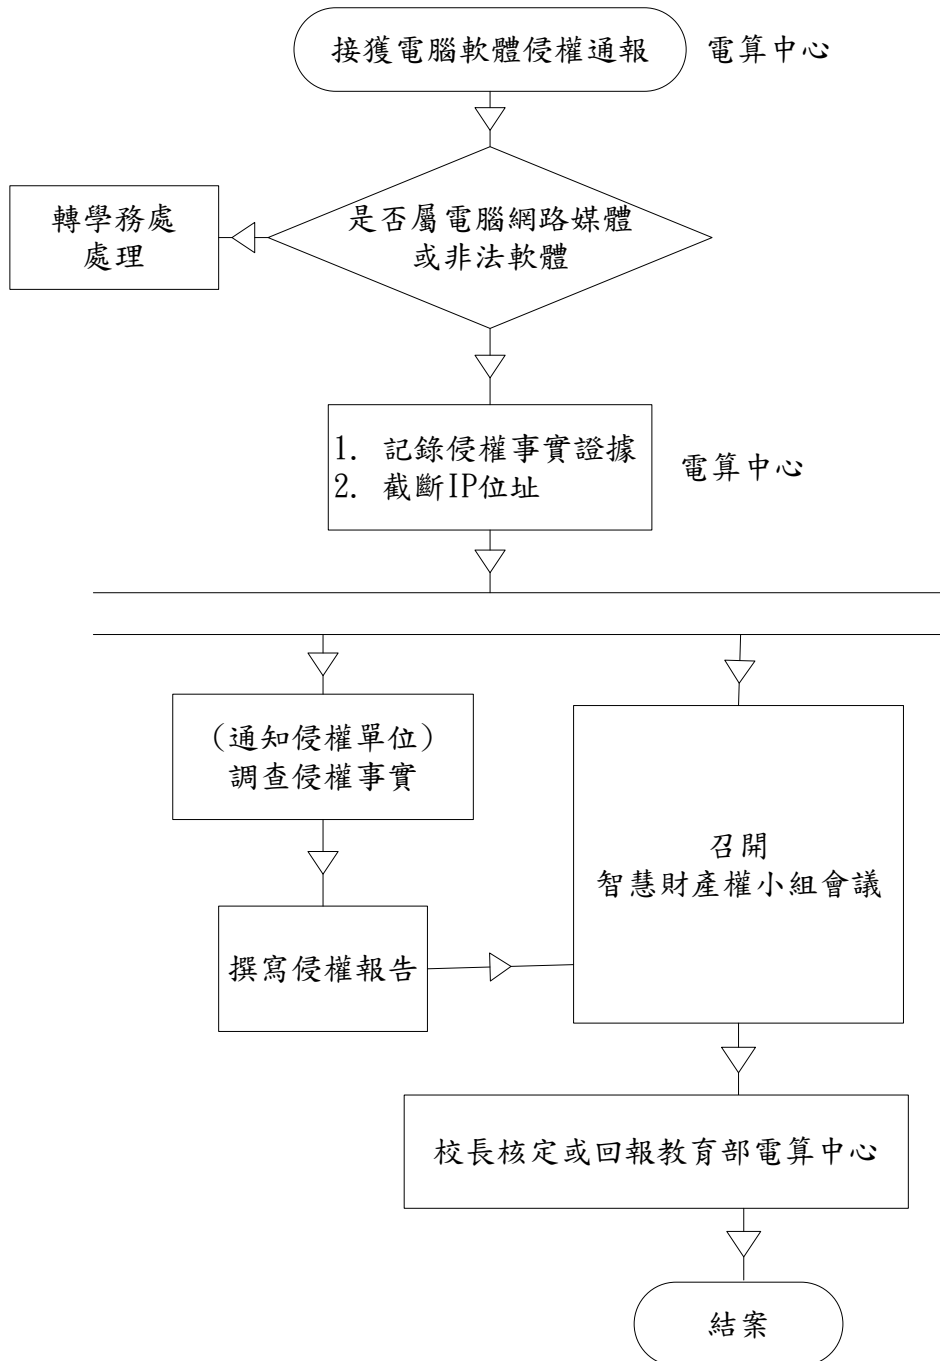 接獲電腦軟體侵權通報
電算中心
是否屬電腦網路媒體
或非法軟體
轉學務處
處理
1. 記錄侵權事實證據
2. 截斷IP位址
電算中心
(通知侵權單位)
調查侵權事實
召開
智慧財產權小組會議
撰寫侵權報告
校長核定或回報教育部電算中心
結案